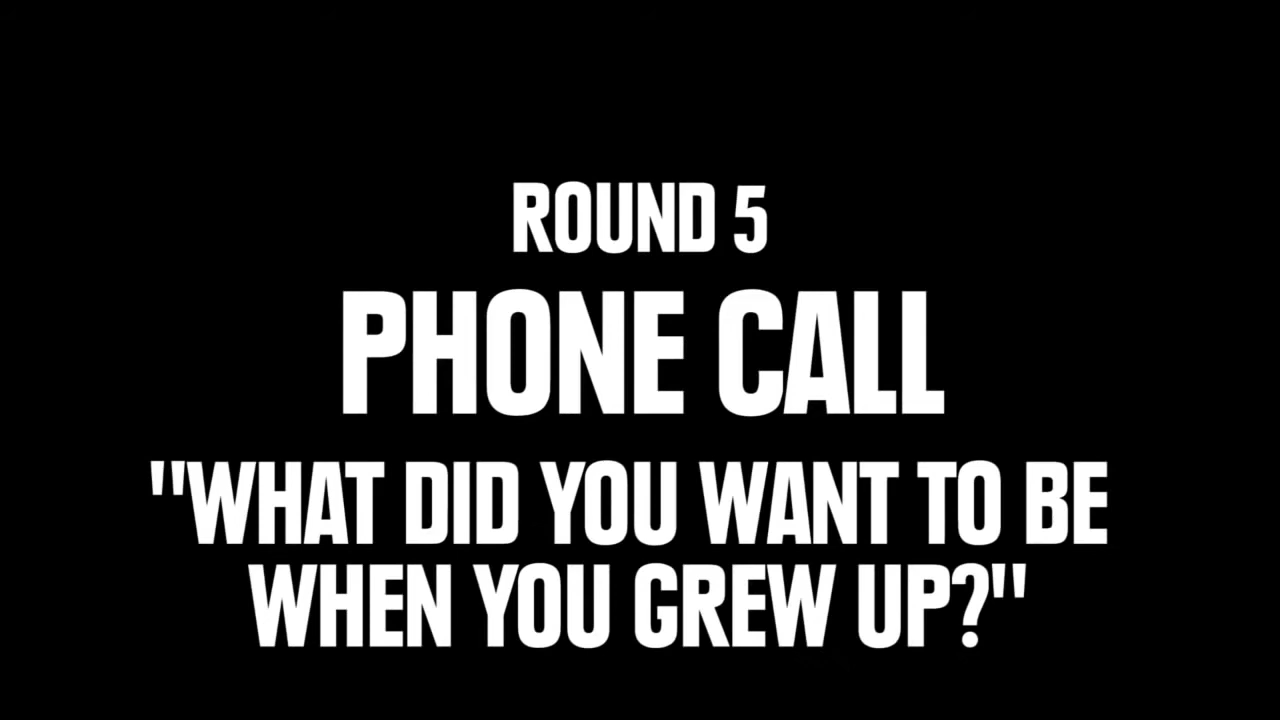 ROUND 5
PHONE CALL
"WHAT DID YOU WANT TO BE
WHEN YOU GREW UP?"